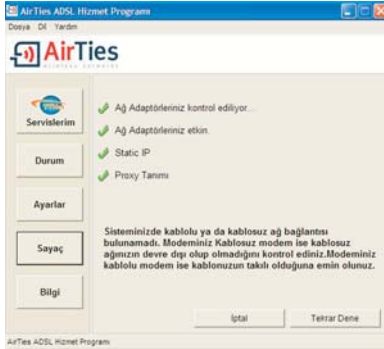 AirTies ADSL Hizmet Programı
Dosya Dil Yardım
AirTies
Servislerim
Ağ Adaptörleriniz kontrol ediliyor...
Ağ Adaptörleriniz etkin.
Durum
Static IP
Proxy Tanımı
Ayarlar
Sayaç
Sisteminizde kablolu ya da kablosuz ağ bağlantısı
bulunamadı. Modeminiz Kablosuz modem ise kablosuz
ağınızın devre dışı olup olmadığını kontrol ediniz.Modeminiz
kablolu modem ise kablonuzun takılı olduğuna emin olunuz.
Bilgi
İptal
Tekrar Dene
AirTies ADSL Hizmet Programı